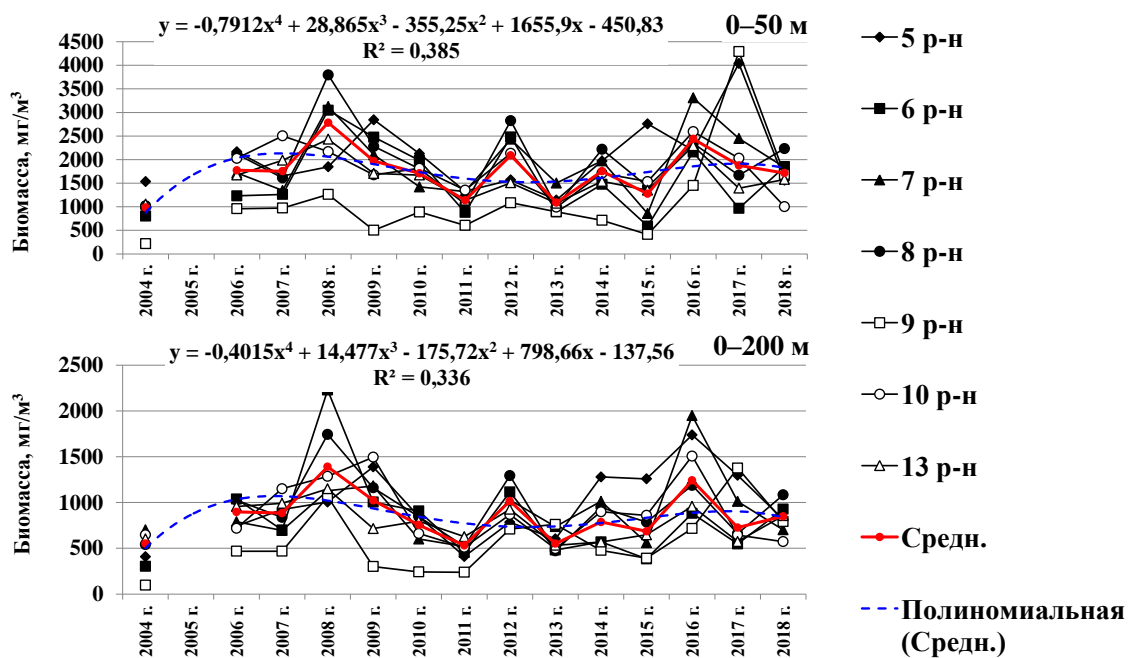 y = -0,7912x⁴ + 28,865x³ - 355,25x² + 1655,9x - 450,83
R² = 0,385
0–50 м
Биомасса, мг/м³
4500
4000
3500
3000
2500
2000
1500
1000
500
0
2004 г.
2005 г.
2006 г.
2007 г.
2008 г.
2009 г.
2010 г.
2011 г.
2012 г.
2013 г.
2014 г.
2015 г.
2016 г.
2017 г.
2018 г.
y = -0,4015x⁴ + 14,477x³ - 175,72x² + 798,66x - 137,56
R² = 0,336
0–200 м
Биомасса, мг/м³
2500
2000
1500
1000
500
0
2004 г.
2005 г.
2006 г.
2007 г.
2008 г.
2009 г.
2010 г.
2011 г.
2012 г.
2013 г.
2014 г.
2015 г.
2016 г.
2017 г.
2018 г.
5 р-н
6 р-н
7 р-н
8 р-н
9 р-н
10 р-н
13 р-н
Средн.
Полиномиальная
(Средн.)